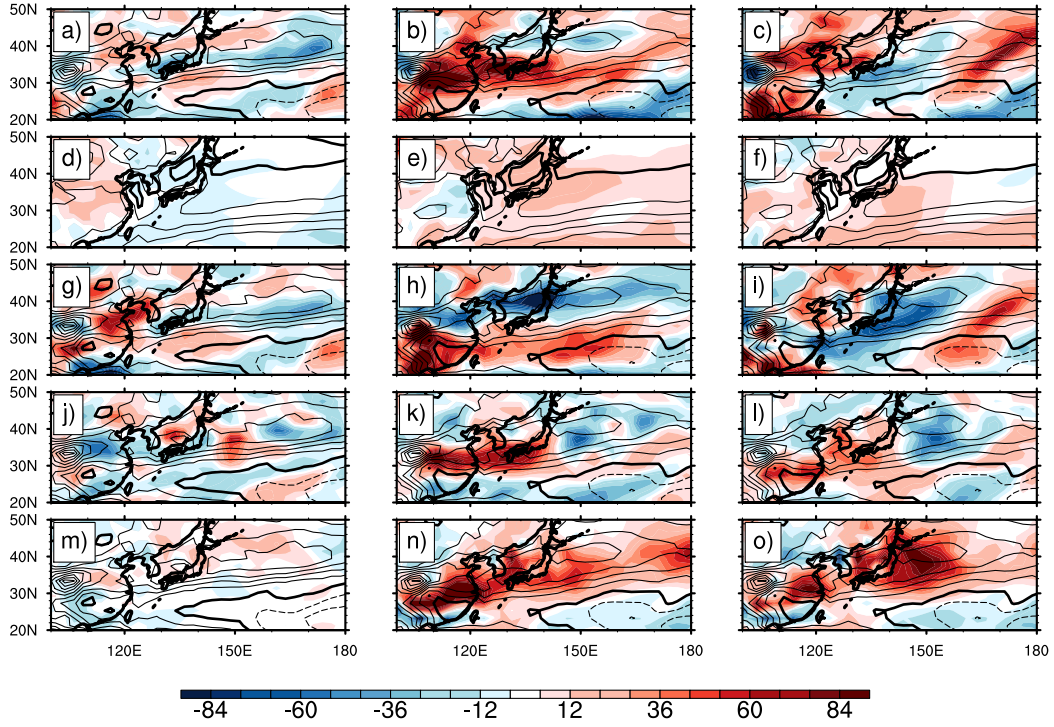 50N
40N
30N
20N
a)
b)
c)
50N
40N
30N
20N
d)
e)
f)
50N
40N
30N
20N
g)
h)
i)
50N
40N
30N
20N
j)
k)
l)
50N
40N
30N
20N
m)
n)
o)
120E 150E 180 120E 150E 180 120E 150E 180
-84 -60 -36 -12 12 36 60 84